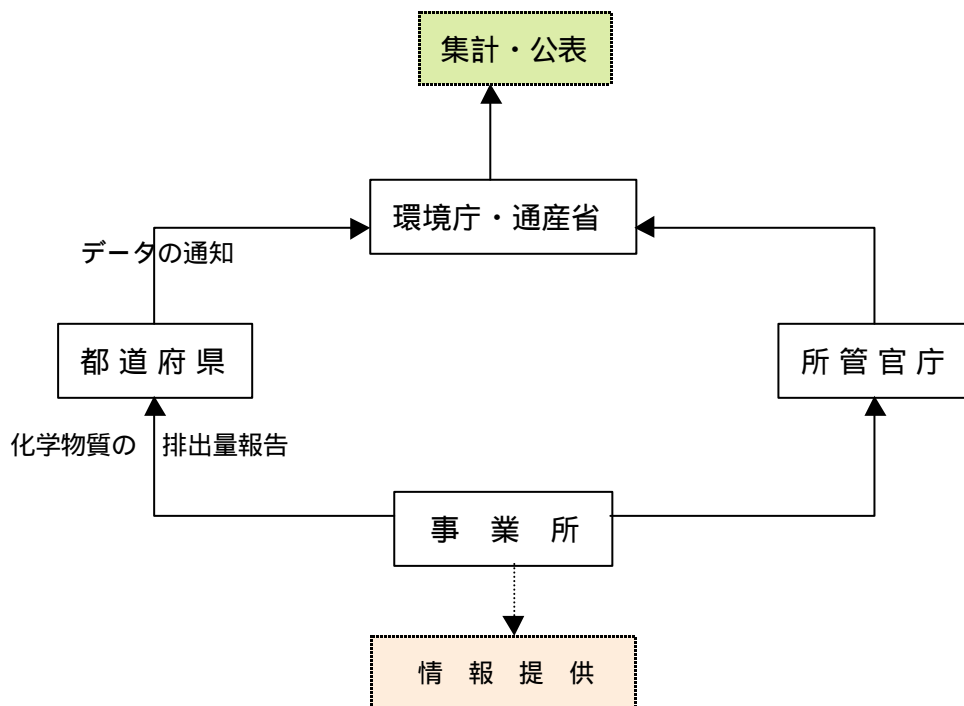 集計・公表
環境庁・通産省
データの通知
都道府県
所管官庁
化学物質の 排出量報告
事業所
情報提供